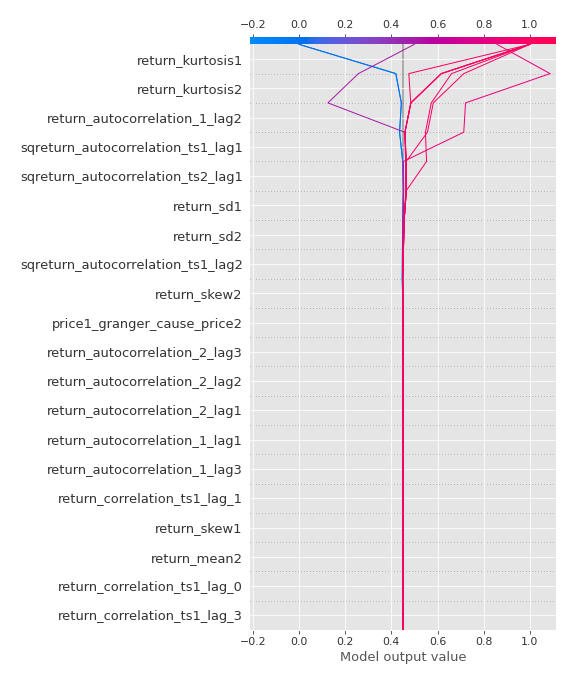 −0.2 0.0 0.2 0.4 0.6 0.8 1.0
return_kurtosis1
return_kurtosis2
return_autocorrelation_1_lag2
sqreturn_autocorrelation_ts1_lag1
sqreturn_autocorrelation_ts2_lag1
return_sd1
return_sd2
sqreturn_autocorrelation_ts1_lag2
return_skew2
price1_granger_cause_price2
return_autocorrelation_2_lag3
return_autocorrelation_2_lag2
return_autocorrelation_2_lag1
return_autocorrelation_1_lag1
return_autocorrelation_1_lag3
return_correlation_ts1_lag_1
return_skew1
return_mean2
return_correlation_ts1_lag_0
return_correlation_ts1_lag_3
−0.2 0.0 0.2 0.4 0.6 0.8 1.0
Model output value